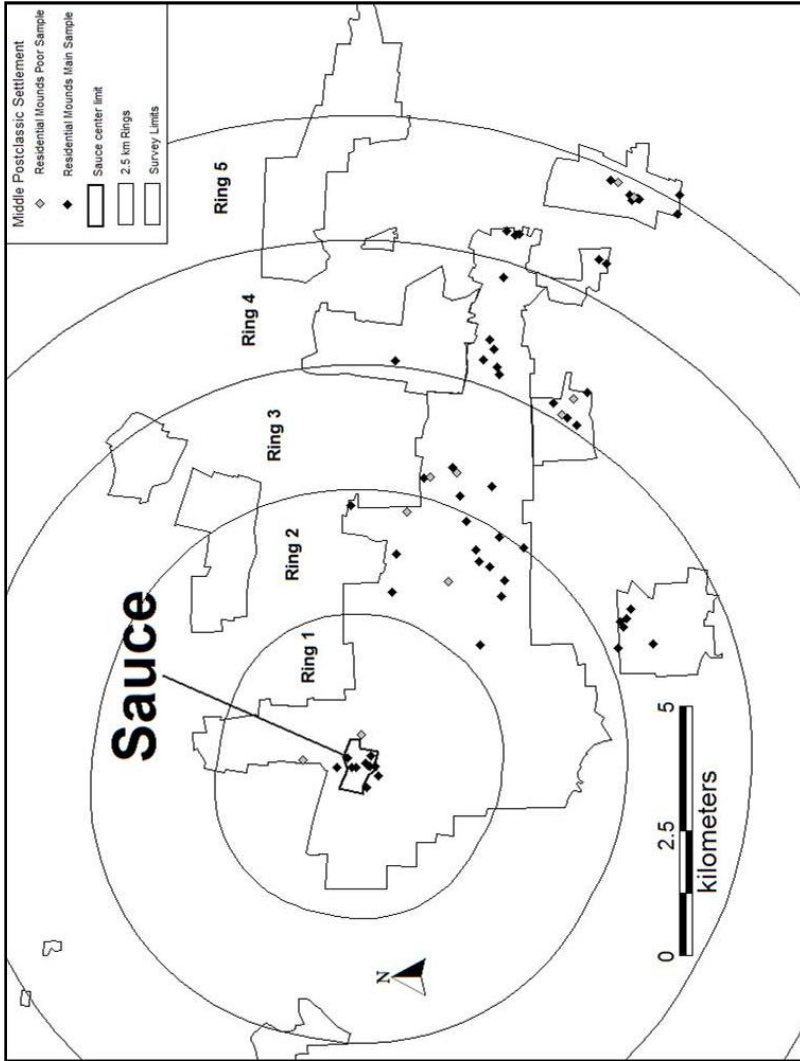 Middle Postclassic Settlement
Residential Mounds Poor Sample
Residential Mounds Main Sample
Sauce center limit
2.5 km Rings
Survey Limits
Ring 5
Ring 4
Ring 3
Ring 2
Ring 1
Sauce
N
0 2.5 5
kilometers